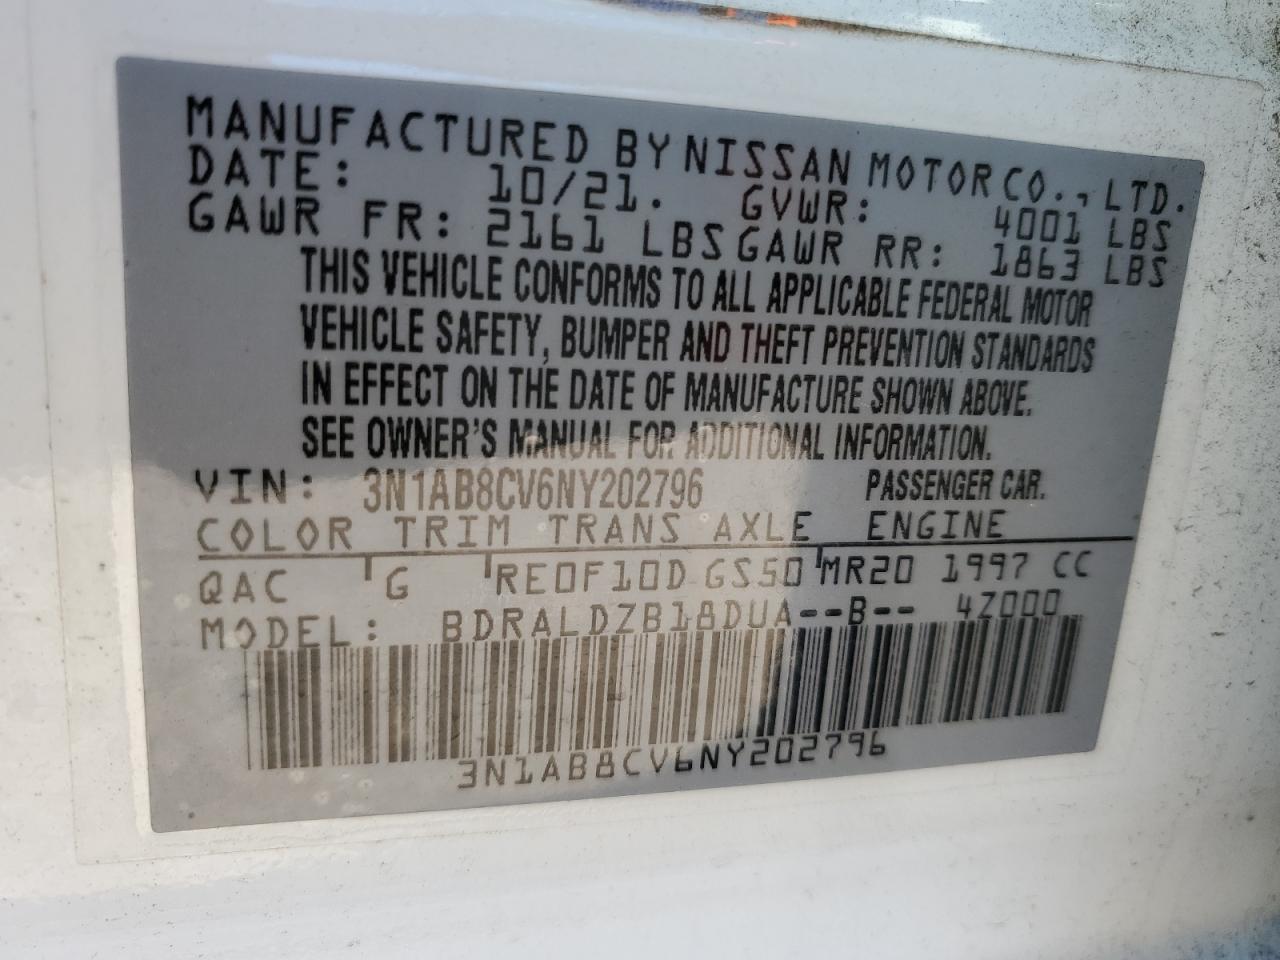 MANUFACTURED BY NISSAN MOTOR CO., LTD.
DATE: 10/21. GVWR: 4001 LBS
GAWR FR: 2161 LBS GAWR RR: 1863 LBS
THIS VEHICLE CONFORMS TO ALL APPLICABLE FEDERAL MOTOR
VEHICLE SAFETY, BUMPER AND THEFT PREVENTION STANDARDS
IN EFFECT ON THE DATE OF MANUFACTURE SHOWN ABOVE.
SEE OWNER'S MANUAL FOR ADDITIONAL INFORMATION.
VIN: 3N1AB8CV6NY202796 PASSENGER CAR.
COLOR TRIM TRANS AXLE ENGINE
QAC G RE0F10D GS50 MR20 1997 CC
MODEL: BDRALDZB18DUA--B-- 4Z000
3N1AB8CV6NY202796